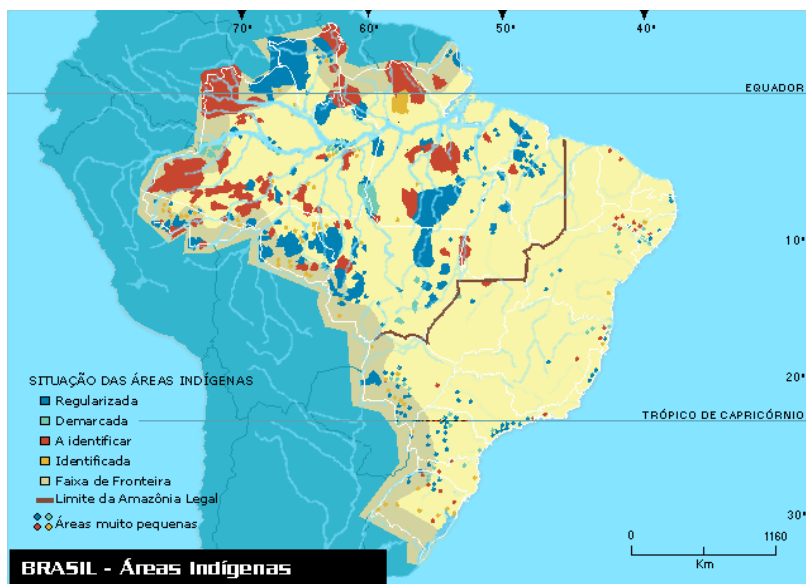 70° 60° 50° 40°
EQUADOR
10°
20°
SITUAÇÃO DAS ÁREAS INDÍGENAS
Regularizada
Demarcada
TRÓPICO DE CAPRICÓRNIO
A identificar
Identificada
Faixa de Fronteira
Limite da Amazônia Legal
Áreas muito pequenas
30°
0 1160
Km
BRASIL - Áreas Indígenas